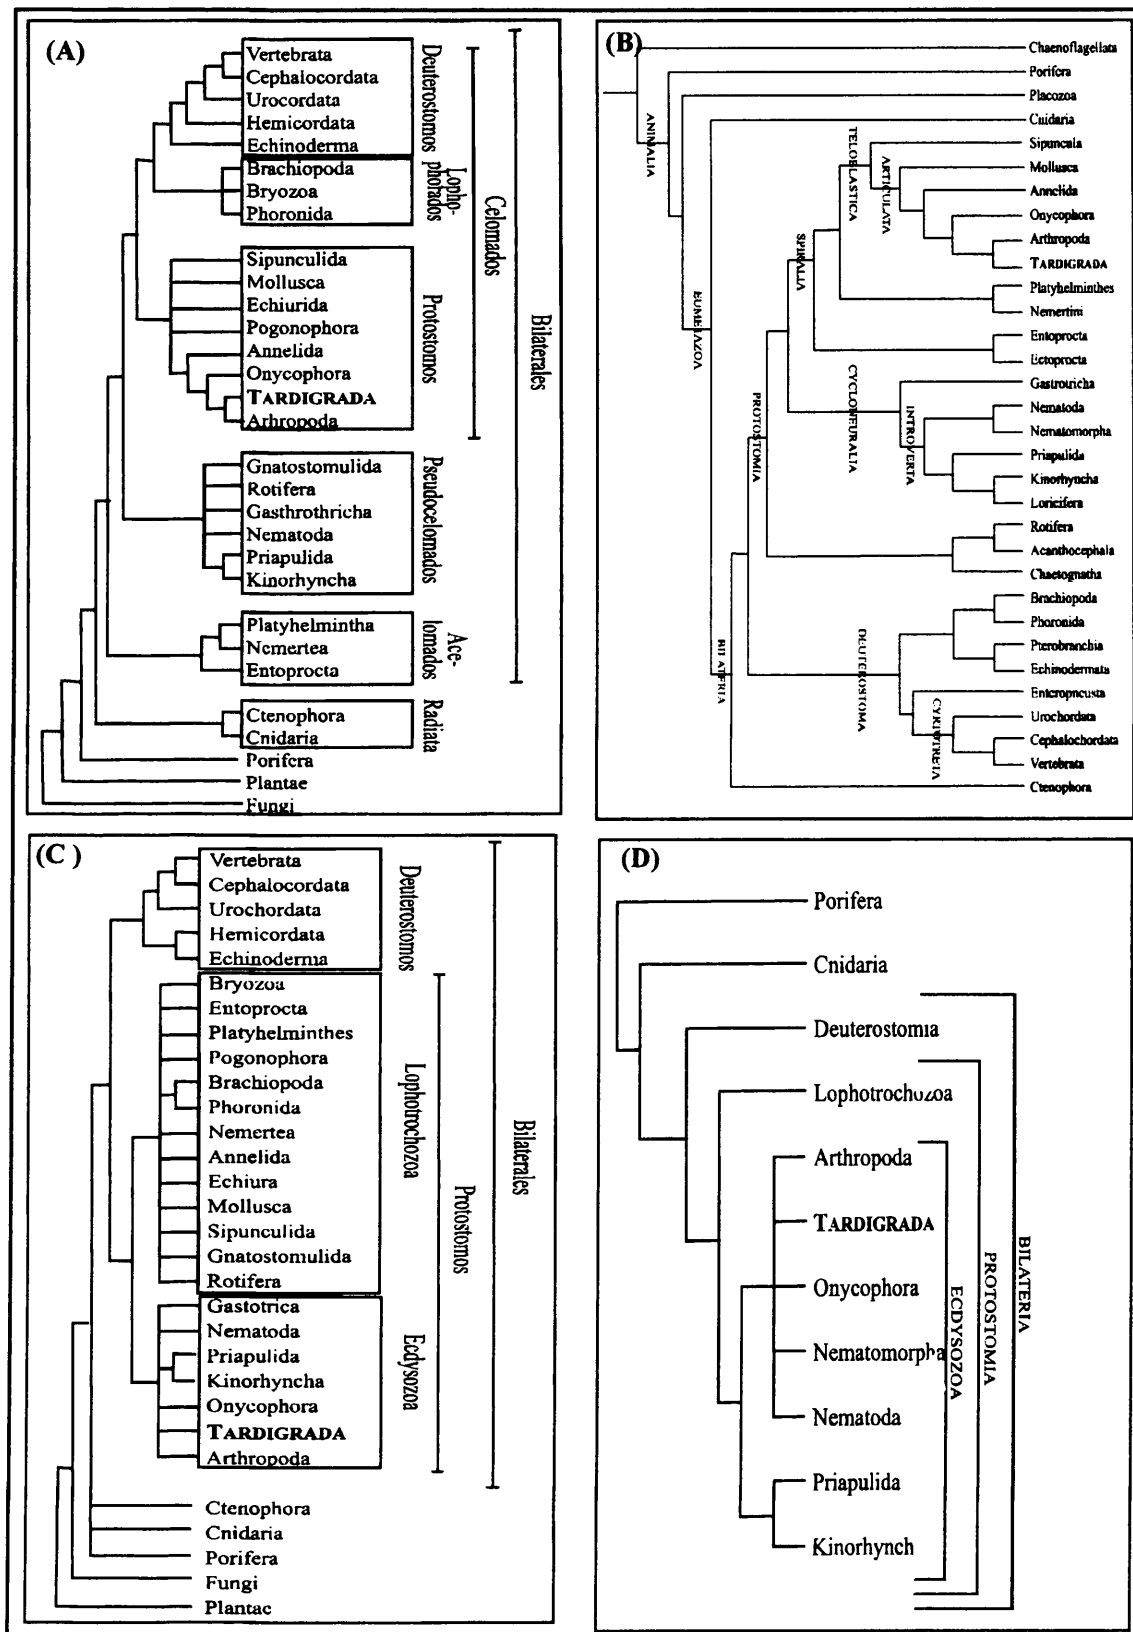 (A)
Vertebrata
Cephalocordata
Urocordata
Hemicordata
Echinoderma
Deuterostomos
Brachiopoda
Bryozoa
Phoronida
Lopho-
phorados
Sipunculida
Mollusca
Echiurida
Pogonophora
Annelida
Onycophora
TARDIGRADA
Arhropoda
Protostomos
Celomados
Gnatostomulida
Rotifera
Gasthrothricha
Nematoda
Priapulida
Kinorhyncha
Pseudocelomados
Platyhelmintha
Nemertea
Entoprocta
Ace-
lomados
Bilaterales
Ctenophora
Cnidaria
Radiata
Porifera
Plantae
Fungi
(B)
Chaenoflagellata
Porifera
Placozoa
Cnidaria
Sipuncala
Mollusca
Annelida
Onycophora
Arthropoda
TARDIGRADA
Platyhelminthes
Nemertini
Entoprocta
Ectoprocta
Gastrotricha
Nematoda
Nematomorpha
Priapulida
Kinorhyncha
Loricifera
Rotifera
Acanthocephala
Chaetognatha
Brachiopoda
Phoronida
Pterobranchia
Echinodermata
Enteropneusta
Urochordata
Cephalochordata
Vertebrata
Ctenophora
ANIMALIA
EUMETAZOA
BILATERIA
PROTOSTOMIA
SPIRALIA
TELOBLASTICA
ARTICULATA
CYCLONEURALIA
INTROVERTA
DEUTEROSTOMA
CYRTOTRETA
(C )
Vertebrata
Cephalocordata
Urochordata
Hemicordata
Echinoderma
Deuterostomos
Bryozoa
Entoprocta
Platyhelminthes
Pogonophora
Brachiopoda
Phoronida
Nemertea
Annelida
Echiura
Mollusca
Sipunculida
Gnatostomulida
Rotifera
Lophotrochozoa
Gastotrica
Nematoda
Priapulida
Kinorhyncha
Onycophora
TARDIGRADA
Arthropoda
Ecdysozoa
Protostomos
Bilaterales
Ctenophora
Cnidaria
Porifera
Fungi
Plantae
(D)
Porifera
Cnidaria
Deuterostomia
Lophotrochozoa
Arthropoda
TARDIGRADA
Onycophora
Nematomorpha
Nematoda
Priapulida
Kinorhynch
ECDYSOZOA
PROTOSTOMIA
BILATERIA